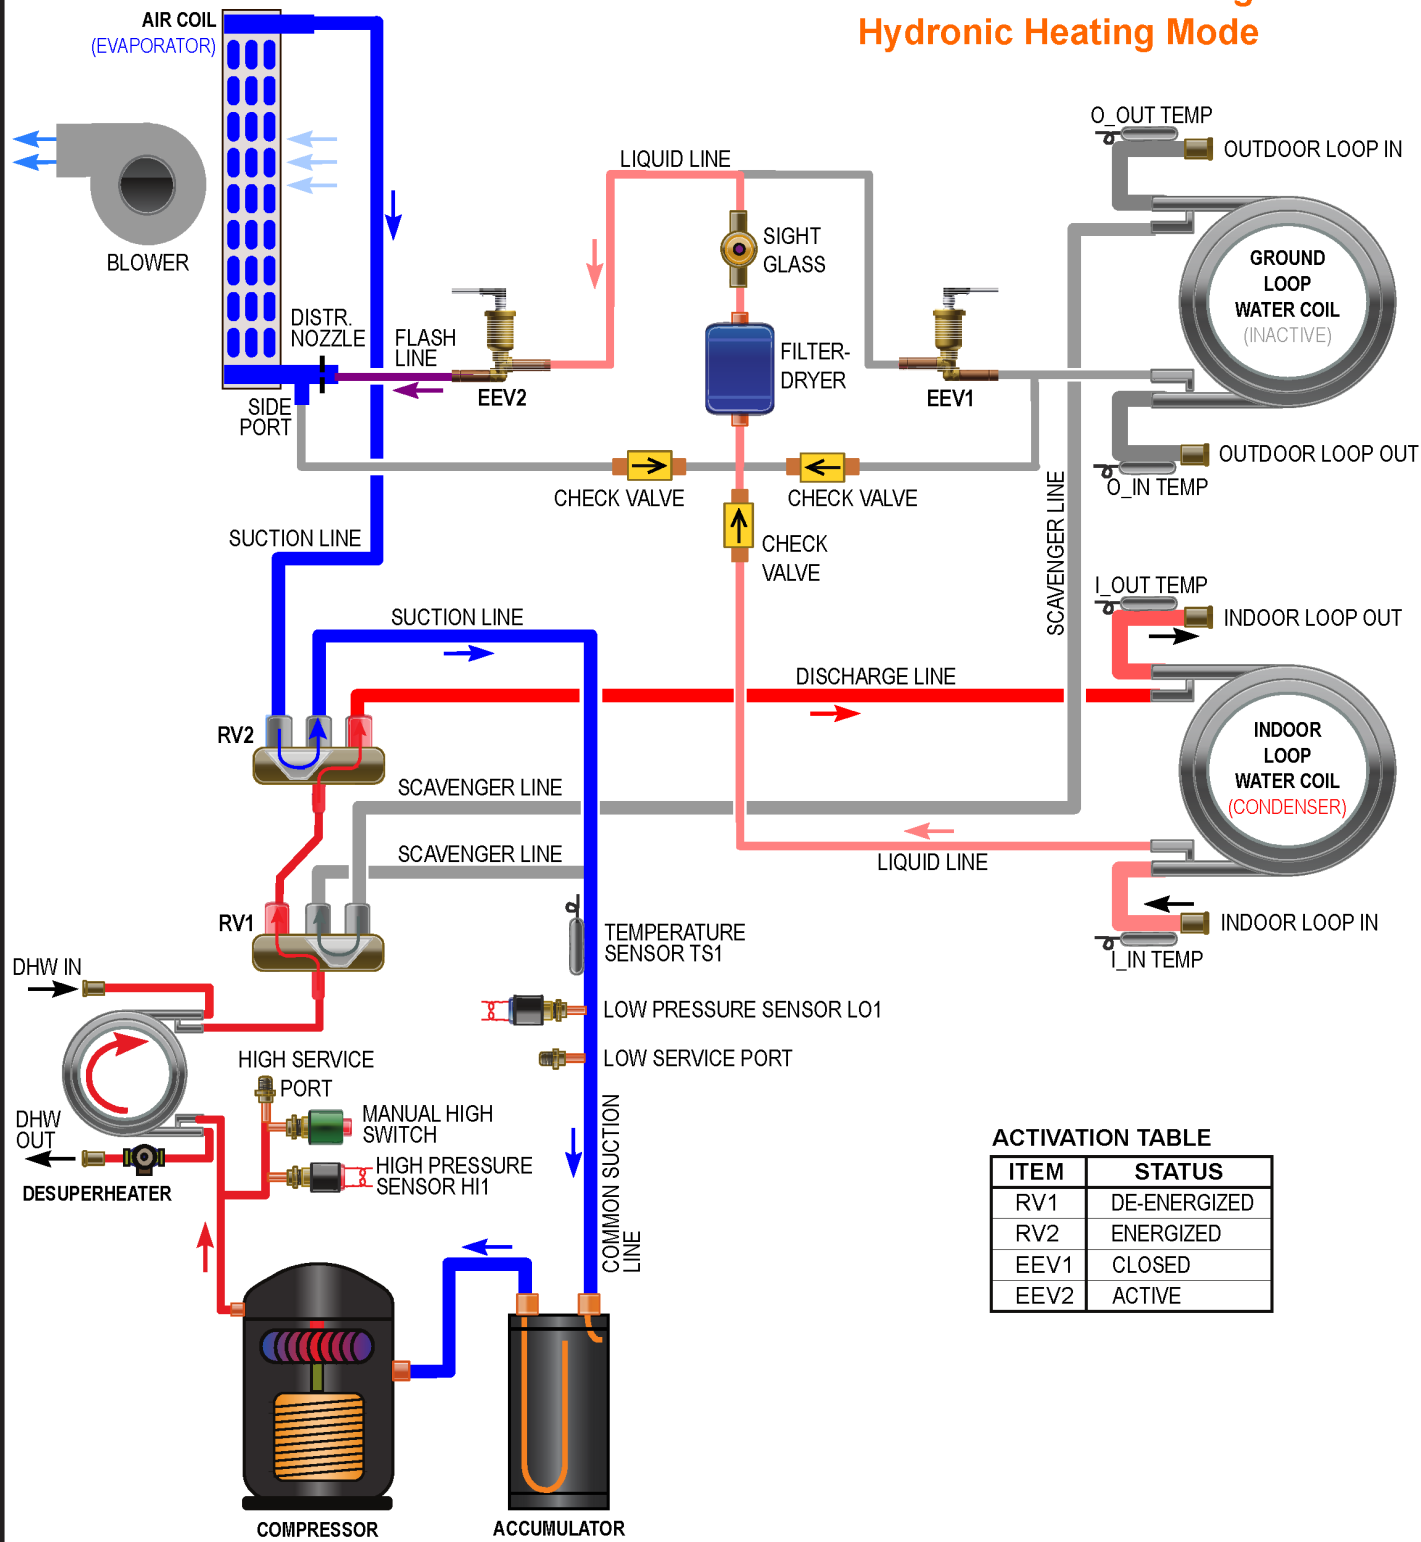 Hydronic Heating Mode
AIR COIL
(EVAPORATOR)
BLOWER
DISTR.
NOZZLE
FLASH
LINE
SIDE
PORT
EEV2
LIQUID LINE
SIGHT
GLASS
FILTER-
DRYER
EEV1
CHECK VALVE
CHECK VALVE
CHECK
VALVE
O_OUT TEMP
OUTDOOR LOOP IN
GROUND
LOOP
WATER COIL
(INACTIVE)
OUTDOOR LOOP OUT
O_IN TEMP
SCAVENGER LINE
SUCTION LINE
SUCTION LINE
DISCHARGE LINE
I_OUT TEMP
INDOOR LOOP OUT
INDOOR
LOOP
WATER COIL
(CONDENSER)
INDOOR LOOP IN
I_IN TEMP
RV2
SCAVENGER LINE
SCAVENGER LINE
LIQUID LINE
RV1
TEMPERATURE
SENSOR TS1
LOW PRESSURE SENSOR LO1
LOW SERVICE PORT
DHW IN
HIGH SERVICE
PORT
MANUAL HIGH
SWITCH
HIGH PRESSURE
SENSOR HI1
DHW
OUT
DESUPERHEATER
COMMON SUCTION
LINE
COMPRESSOR
ACCUMULATOR
ACTIVATION TABLE
ITEM STATUS
RV1 DE-ENERGIZED
RV2 ENERGIZED
EEV1 CLOSED
EEV2 ACTIVE